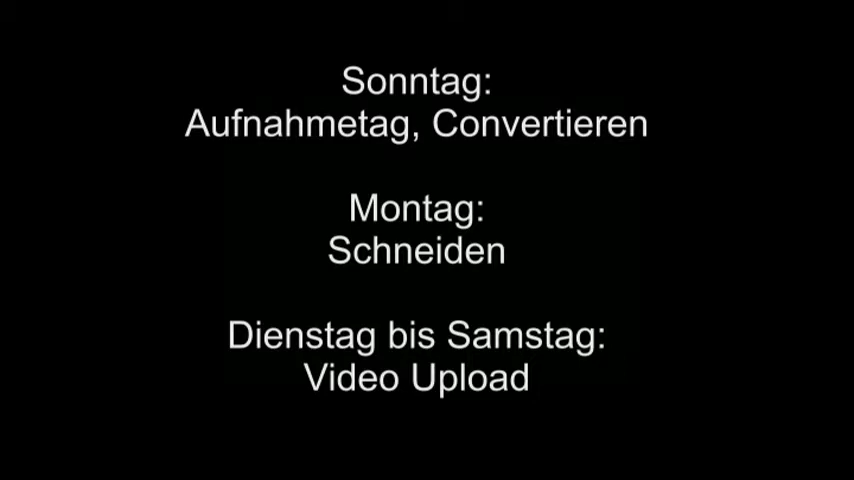 Sonntag:
Aufnahmetag, Convertieren
Montag:
Schneiden
Dienstag bis Samstag:
Video Upload